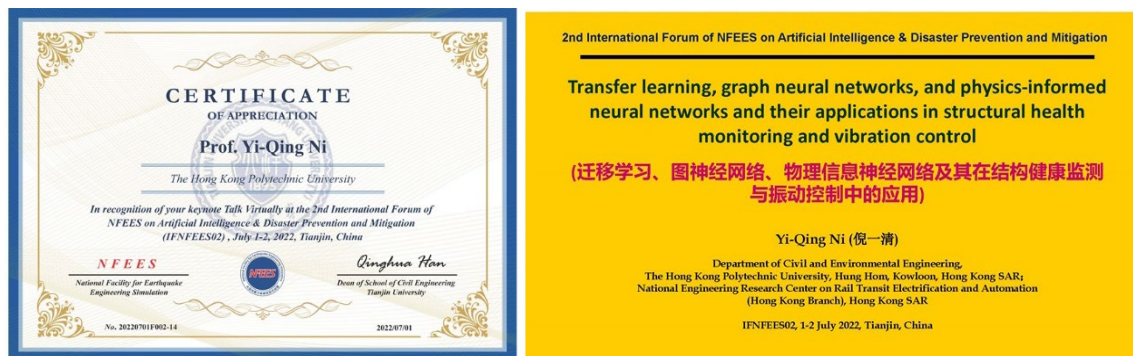 CERTIFICATE
OF APPRECIATION
Prof. Yi-Qing Ni
The Hong Kong Polytechnic University
In recognition of your keynote Talk Virtually at the 2nd International Forum of
NFEES on Artificial Intelligence & Disaster Prevention and Mitigation
(IFNFEES02) , July 1-2, 2022, Tianjin, China
NFEES
National Facility for Earthquake
Engineering Simulation
NFEES
Qinghua Han
Dean of School of Civil Engineering
Tianjin University
No. 20220701F002-14
2022/07/01
2nd International Forum of NFEES on Artificial Intelligence & Disaster Prevention and Mitigation
Transfer learning, graph neural networks, and physics-informed
neural networks and their applications in structural health
monitoring and vibration control
(迁移学习、图神经网络、物理信息神经网络及其在结构健康监测
与振动控制中的应用)
Yi-Qing Ni (倪一清)
Department of Civil and Environmental Engineering,
The Hong Kong Polytechnic University, Hung Hom, Kowloon, Hong Kong SAR;
National Engineering Research Center on Rail Transit Electrification and Automation
(Hong Kong Branch), Hong Kong SAR
IFNFEES02, 1-2 July 2022, Tianjin, China